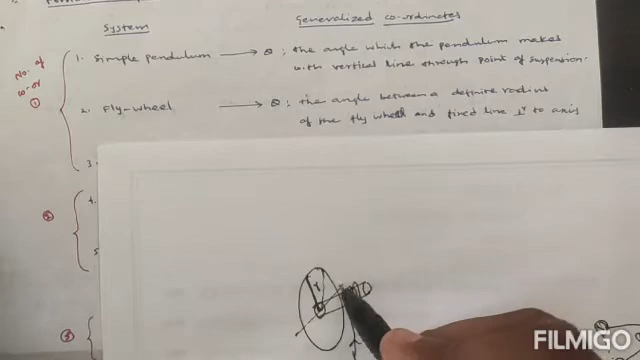 System
Generalized co-ordinates
No. of
co-or
①
1. Simple pendulum → θ : the angle which the pendulum makes
with vertical line through point of suspension.
2. Fly-wheel → θ : the angle between a definite radius
of the fly wheel and fixed line ⊥r to axis
3
②
4.
5
③
r
FILMIGO